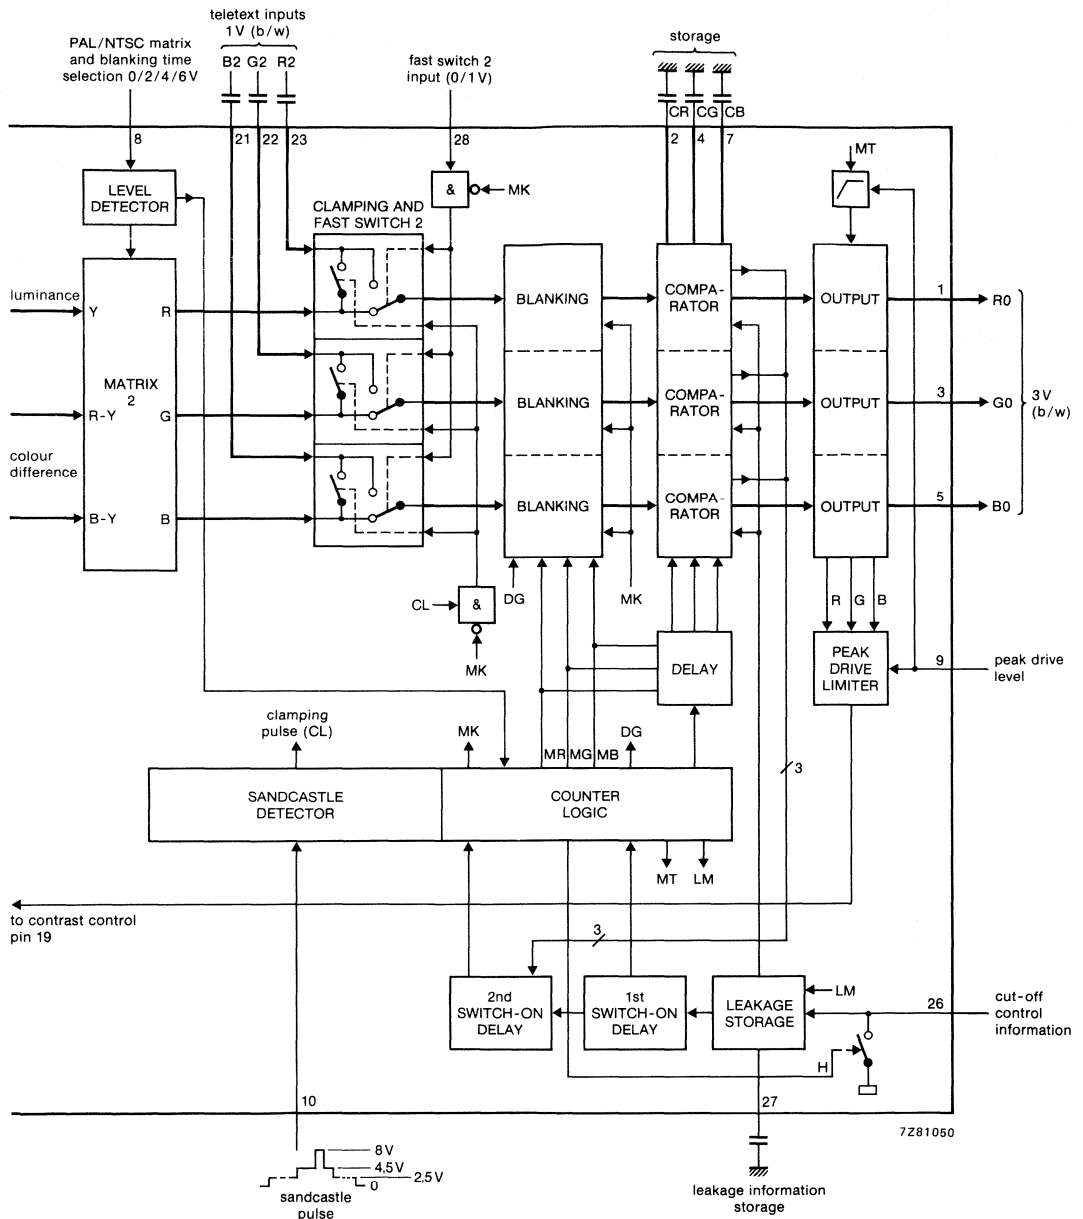 teletext inputs
1 V (b/w)
PAL/NTSC matrix
and blanking time
selection 0/2/4/6 V
B2 G2 R2
fast switch 2
input (0/1 V)
storage
CR CG CB
8
21 22 23
28
2 4 7
MT
LEVEL
DETECTOR
&
MK
CLAMPING AND
FAST SWITCH 2
luminance
Y
R
MATRIX
2
R-Y
G
colour
difference
B-Y
B
BLANKING
COMPA-
RATOR
OUTPUT
1
R0
BLANKING
COMPA-
RATOR
OUTPUT
3
G0
3 V
(b/w)
BLANKING
COMPA-
RATOR
OUTPUT
5
B0
CL
&
MK
DG
MK
R G B
DELAY
PEAK
DRIVE
LIMITER
9
peak drive
level
clamping
pulse (CL)
MK
MR MG MB
DG
3
SANDCASTLE
DETECTOR
COUNTER
LOGIC
MT LM
to contrast control
pin 19
3
2nd
SWITCH-ON
DELAY
1st
SWITCH-ON
DELAY
LEAKAGE
STORAGE
LM
26
cut-off
control
information
H
10
27
7Z81050
8 V
4,5 V
2,5 V
0
sandcastle
pulse
leakage information
storage